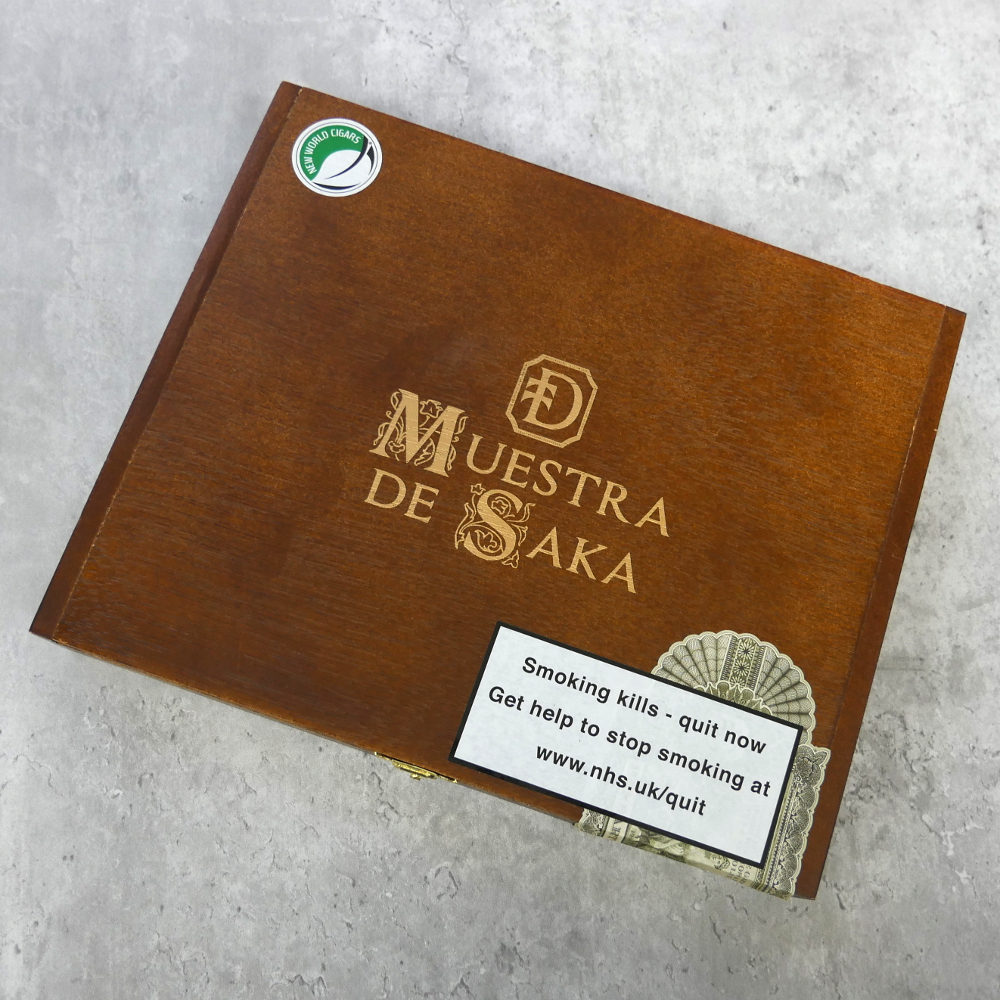 NEW WORLD CIGARS
D
MUESTRA
DE SAKA
Smoking kills - quit now
Get help to stop smoking at
www.nhs.uk/quit